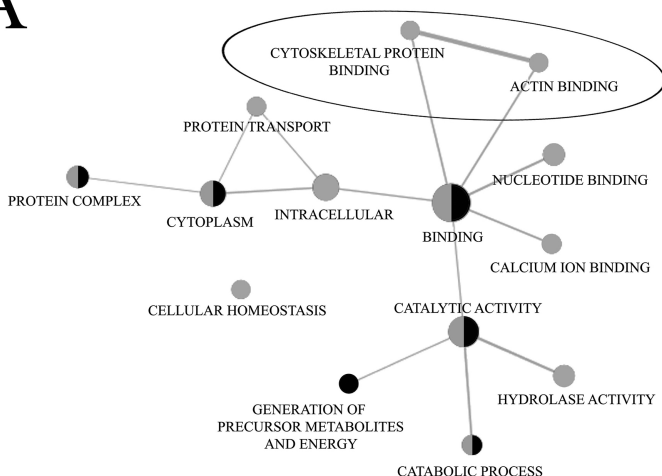 A
CYTOSKELETAL PROTEIN
BINDING
ACTIN BINDING
PROTEIN TRANSPORT
NUCLEOTIDE BINDING
PROTEIN COMPLEX
CYTOPLASM
INTRACELLULAR
BINDING
CALCIUM ION BINDING
CELLULAR HOMEOSTASIS
CATALYTIC ACTIVITY
HYDROLASE ACTIVITY
GENERATION OF
PRECURSOR METABOLITES
AND ENERGY
CATABOLIC PROCESS